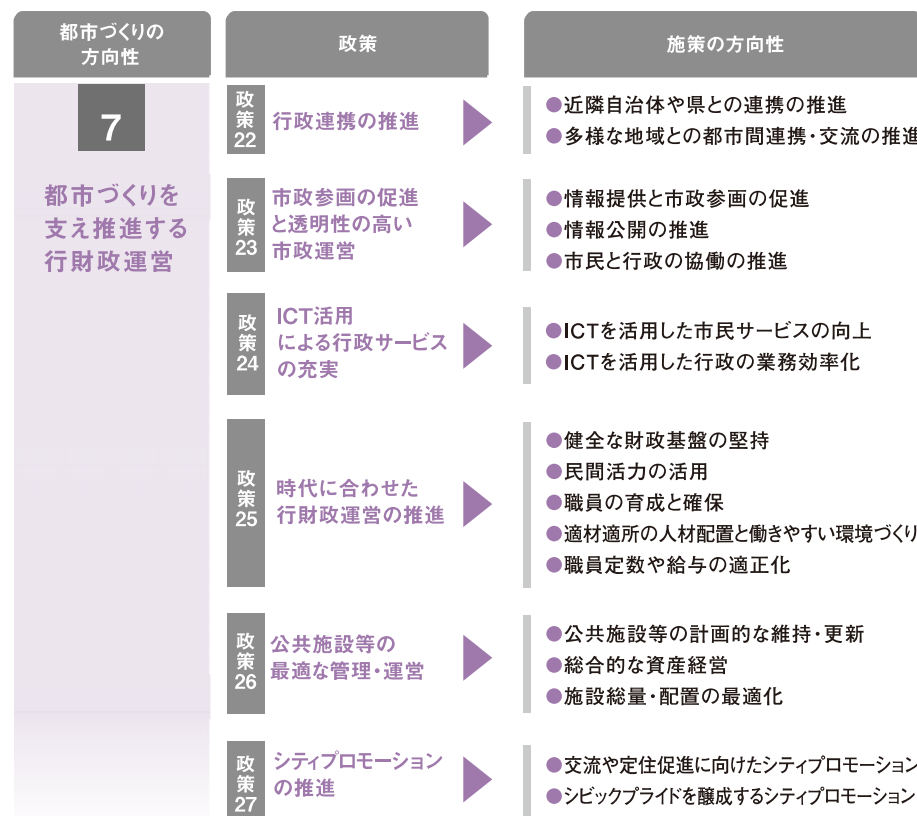 都市づくりの
方向性
政策
施策の方向性
7
都市づくりを
支え推進する
行財政運営
政策22
行政連携の推進
●近隣自治体や県との連携の推進
●多様な地域との都市間連携・交流の推進
政策23
市政参画の促進
と透明性の高い
市政運営
●情報提供と市政参画の促進
●情報公開の推進
●市民と行政の協働の推進
政策24
ICT活用
による行政サービス
の充実
●ICTを活用した市民サービスの向上
●ICTを活用した行政の業務効率化
政策25
時代に合わせた
行財政運営の推進
●健全な財政基盤の堅持
●民間活力の活用
●職員の育成と確保
●適材適所の人材配置と働きやすい環境づくり
●職員定数や給与の適正化
政策26
公共施設等の
最適な管理・運営
●公共施設等の計画的な維持・更新
●総合的な資産経営
●施設総量・配置の最適化
政策27
シティプロモーション
の推進
●交流や定住促進に向けたシティプロモーション
●シビックプライドを醸成するシティプロモーション